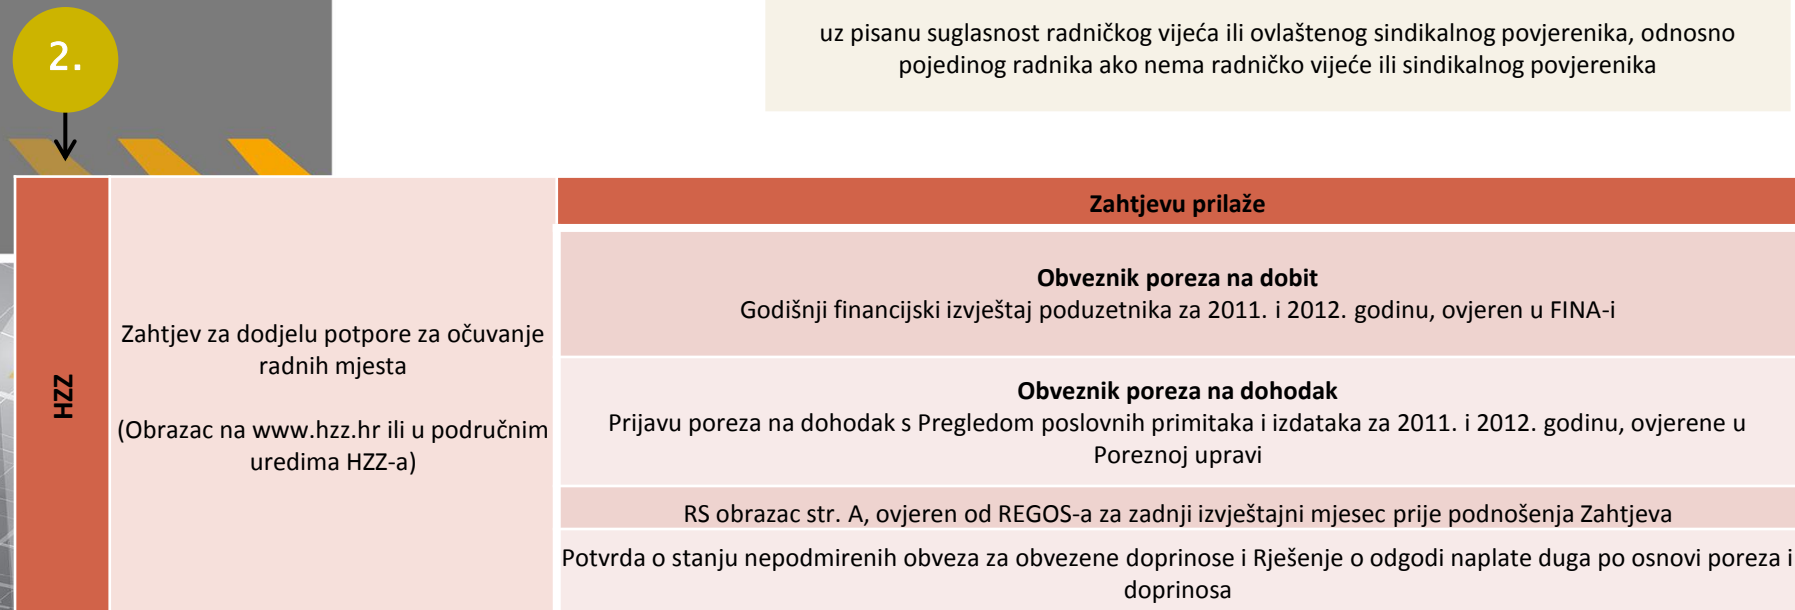 2.
uz pisanu suglasnost radničkog vijeća ili ovlaštenog sindikalnog povjerenika, odnosno
pojedinog radnika ako nema radničko vijeće ili sindikalnog povjerenika
HZZ
Zahtjev za dodjelu potpore za očuvanje
radnih mjesta
(Obrazac na www.hzz.hr ili u područnim
uredima HZZ-a)
Zahtjevu prilaže
Obveznik poreza na dobit
Godišnji financijski izvještaj poduzetnika za 2011. i 2012. godinu, ovjeren u FINA-i
Obveznik poreza na dohodak
Prijavu poreza na dohodak s Pregledom poslovnih primitaka i izdataka za 2011. i 2012. godinu, ovjerene u
Poreznoj upravi
RS obrazac str. A, ovjeren od REGOS-a za zadnji izvještajni mjesec prije podnošenja Zahtjeva
Potvrda o stanju nepodmirenih obveza za obvezene doprinose i Rješenje o odgodi naplate duga po osnovi poreza i
doprinosa